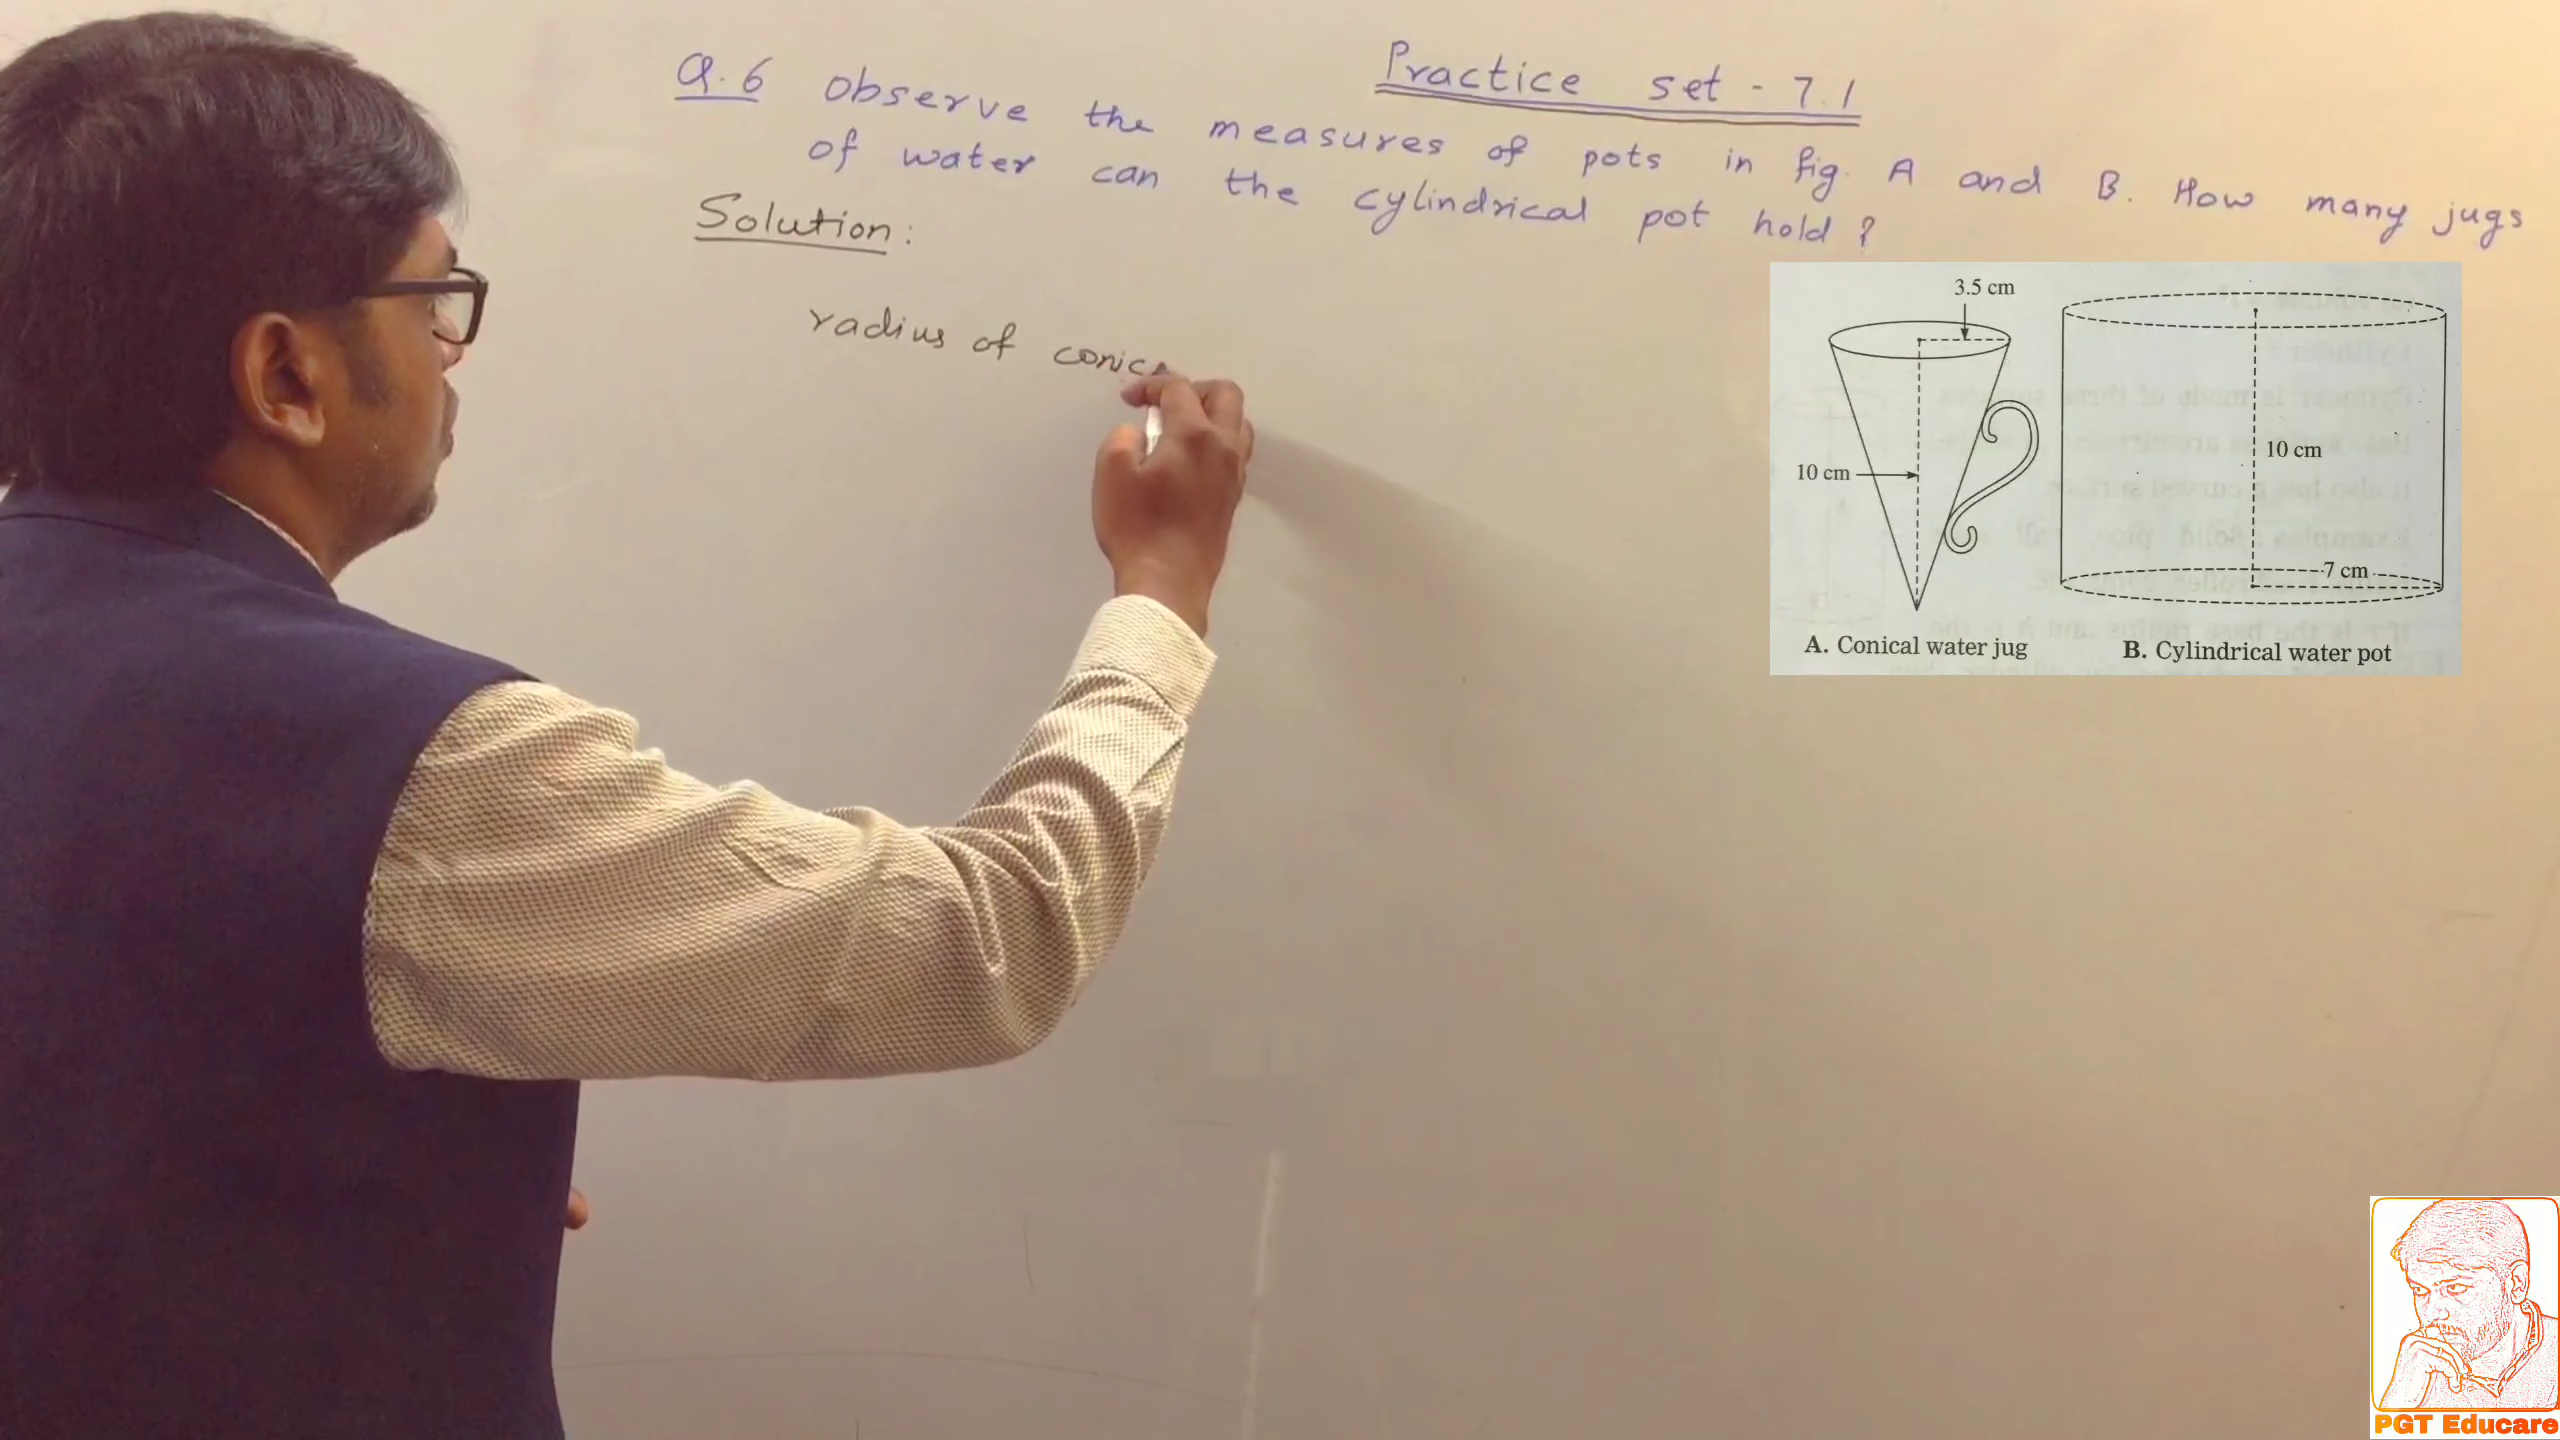 Practice set - 7.1
Q.6 Observe the measures of pots in fig. A and B. How many jugs
of water can the cylindrical pot hold ?
Solution:
radius of conica
3.5 cm
10 cm
10 cm
7 cm
A. Conical water jug
B. Cylindrical water pot
PGT Educare